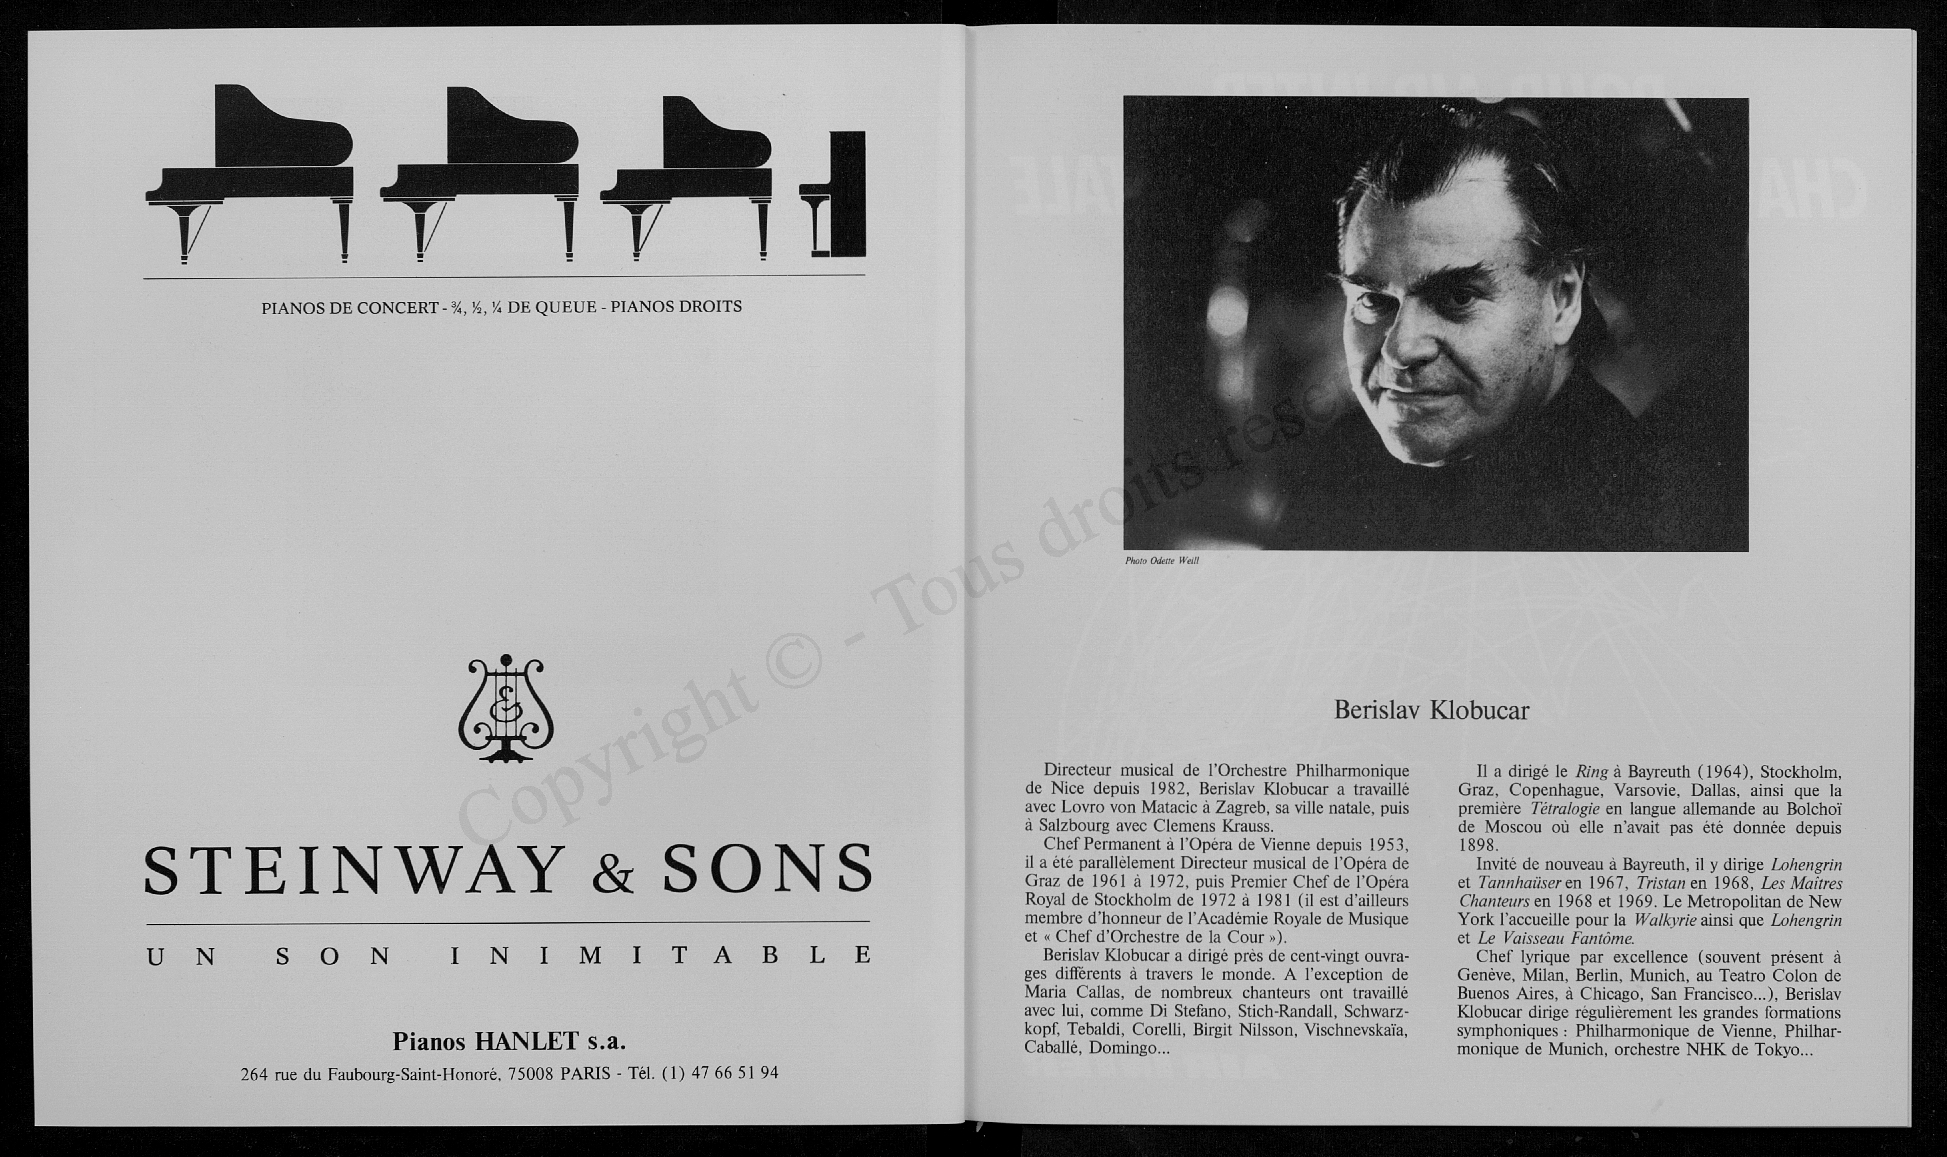 PIANOS DE CONCERT - ¾, ½, ¼ DE QUEUE - PIANOS DROITS
&
STEINWAY & SONS
UN SON INIMITABLE
Pianos HANLET s.a.
264 rue du Faubourg-Saint-Honoré, 75008 PARIS - Tél. (1) 47 66 51 94
Copyright © - Tous droits rese
Photo Odette Weill
Berislav Klobucar
Directeur musical de l'Orchestre Philharmonique
de Nice depuis 1982, Berislav Klobucar a travaillé
avec Lovro von Matacic à Zagreb, sa ville natale, puis
à Salzbourg avec Clemens Krauss.
Chef Permanent à l'Opéra de Vienne depuis 1953,
il a été parallèlement Directeur musical de l'Opéra de
Graz de 1961 à 1972, puis Premier Chef de l'Opéra
Royal de Stockholm de 1972 à 1981 (il est d'ailleurs
membre d'honneur de l'Académie Royale de Musique
et « Chef d'Orchestre de la Cour »).
Berislav Klobucar a dirigé près de cent-vingt ouvra-
ges différents à travers le monde. A l'exception de
Maria Callas, de nombreux chanteurs ont travaillé
avec lui, comme Di Stefano, Stich-Randall, Schwarz-
kopf, Tebaldi, Corelli, Birgit Nilsson, Vischnevskaïa,
Caballé, Domingo...
Il a dirigé le Ring à Bayreuth (1964), Stockholm,
Graz, Copenhague, Varsovie, Dallas, ainsi que la
première Tétralogie en langue allemande au Bolchoï
de Moscou où elle n'avait pas été donnée depuis
1898.
Invité de nouveau à Bayreuth, il y dirige Lohengrin
et Tannhaüser en 1967, Tristan en 1968, Les Maîtres
Chanteurs en 1968 et 1969. Le Metropolitan de New
York l'accueille pour la Walkyrie ainsi que Lohengrin
et Le Vaisseau Fantôme.
Chef lyrique par excellence (souvent présent à
Genève, Milan, Berlin, Munich, au Teatro Colon de
Buenos Aires, à Chicago, San Francisco...), Berislav
Klobucar dirige régulièrement les grandes formations
symphoniques : Philharmonique de Vienne, Philhar-
monique de Munich, orchestre NHK de Tokyo...